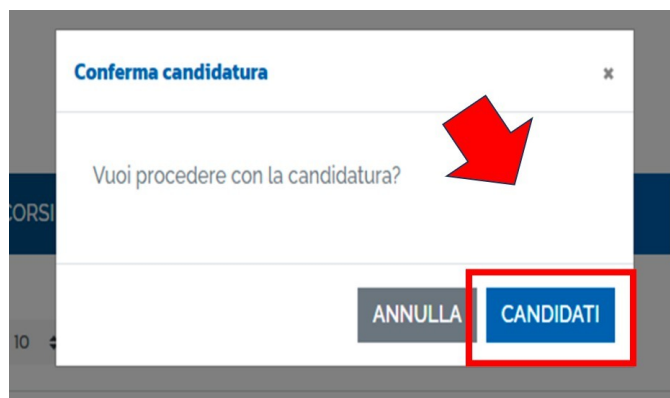 Conferma candidatura ×
Vuoi procedere con la candidatura?
CORSI
ANNULLA CANDIDATI
10